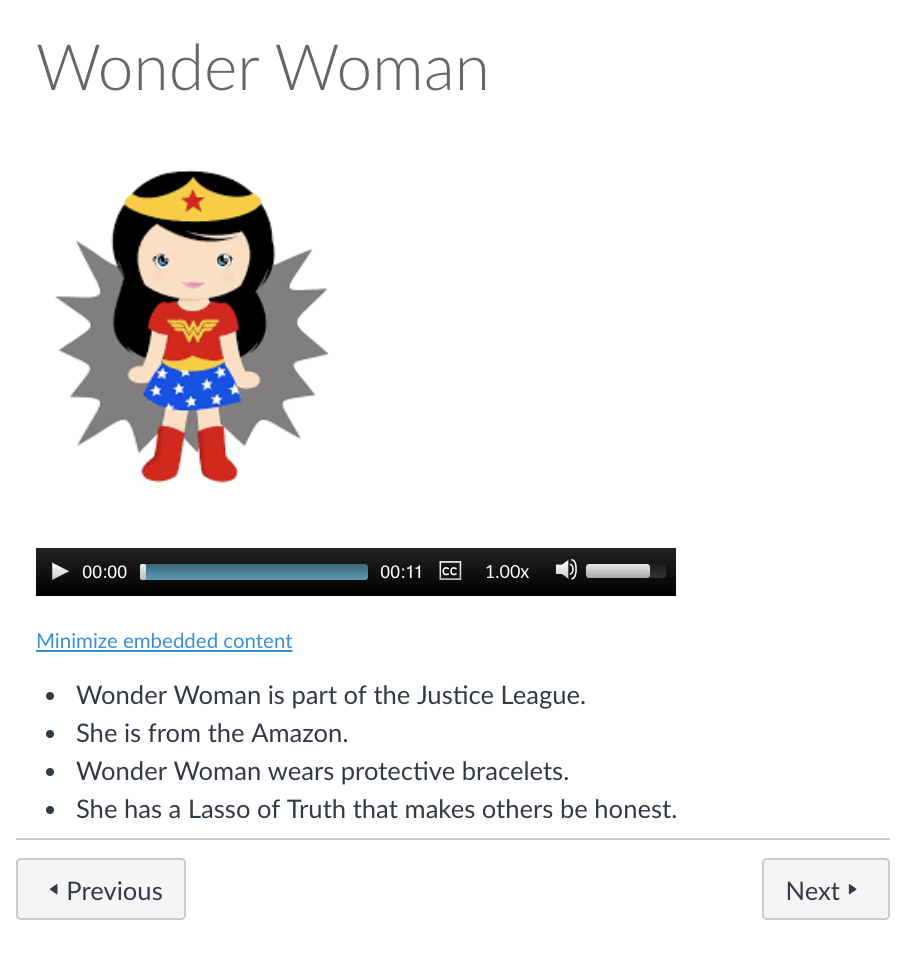 Wonder Woman
00:00
00:11
CC
1.00x
Minimize embedded content
• Wonder Woman is part of the Justice League.
• She is from the Amazon.
• Wonder Woman wears protective bracelets.
• She has a Lasso of Truth that makes others be honest.
Previous
Next